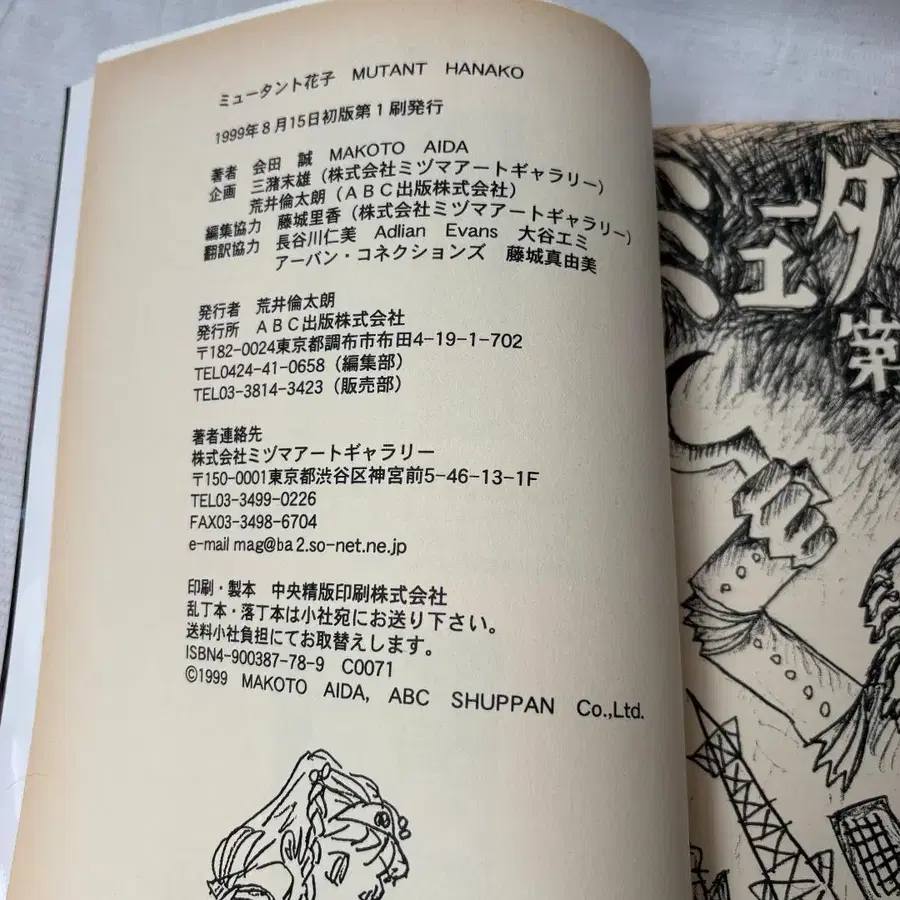 ミュータント花子 MUTANT HANAKO
1999年8月15日初版第1刷発行
著者 会田 誠 MAKOTO AIDA
企画 三潴末雄(株式会社ミヅマアートギャラリー)
荒井倫太朗(ABC出版株式会社)
編集協力 藤城里香(株式会社ミヅマアートギャラリー)
翻訳協力 長谷川仁美 Adlian Evans 大谷エミ
アーバン・コネクションズ 藤城真由美
発行者 荒井倫太朗
発行所 ABC出版株式会社
〒182-0024東京都調布市布田4-19-1-702
TEL0424-41-0658(編集部)
TEL03-3814-3423(販売部)
著者連絡先
株式会社ミヅマアートギャラリー
〒150-0001東京都渋谷区神宮前5-46-13-1F
TEL03-3499-0226
FAX03-3498-6704
e-mail mag@ba2.so-net.ne.jp
印刷・製本 中央精版印刷株式会社
乱丁本・落丁本は小社宛にお送り下さい。
送料小社負担にてお取替えします。
ISBN4-900387-78-9 C0071
©1999 MAKOTO AIDA, ABC SHUPPAN Co.,Ltd.
ミュータ
第